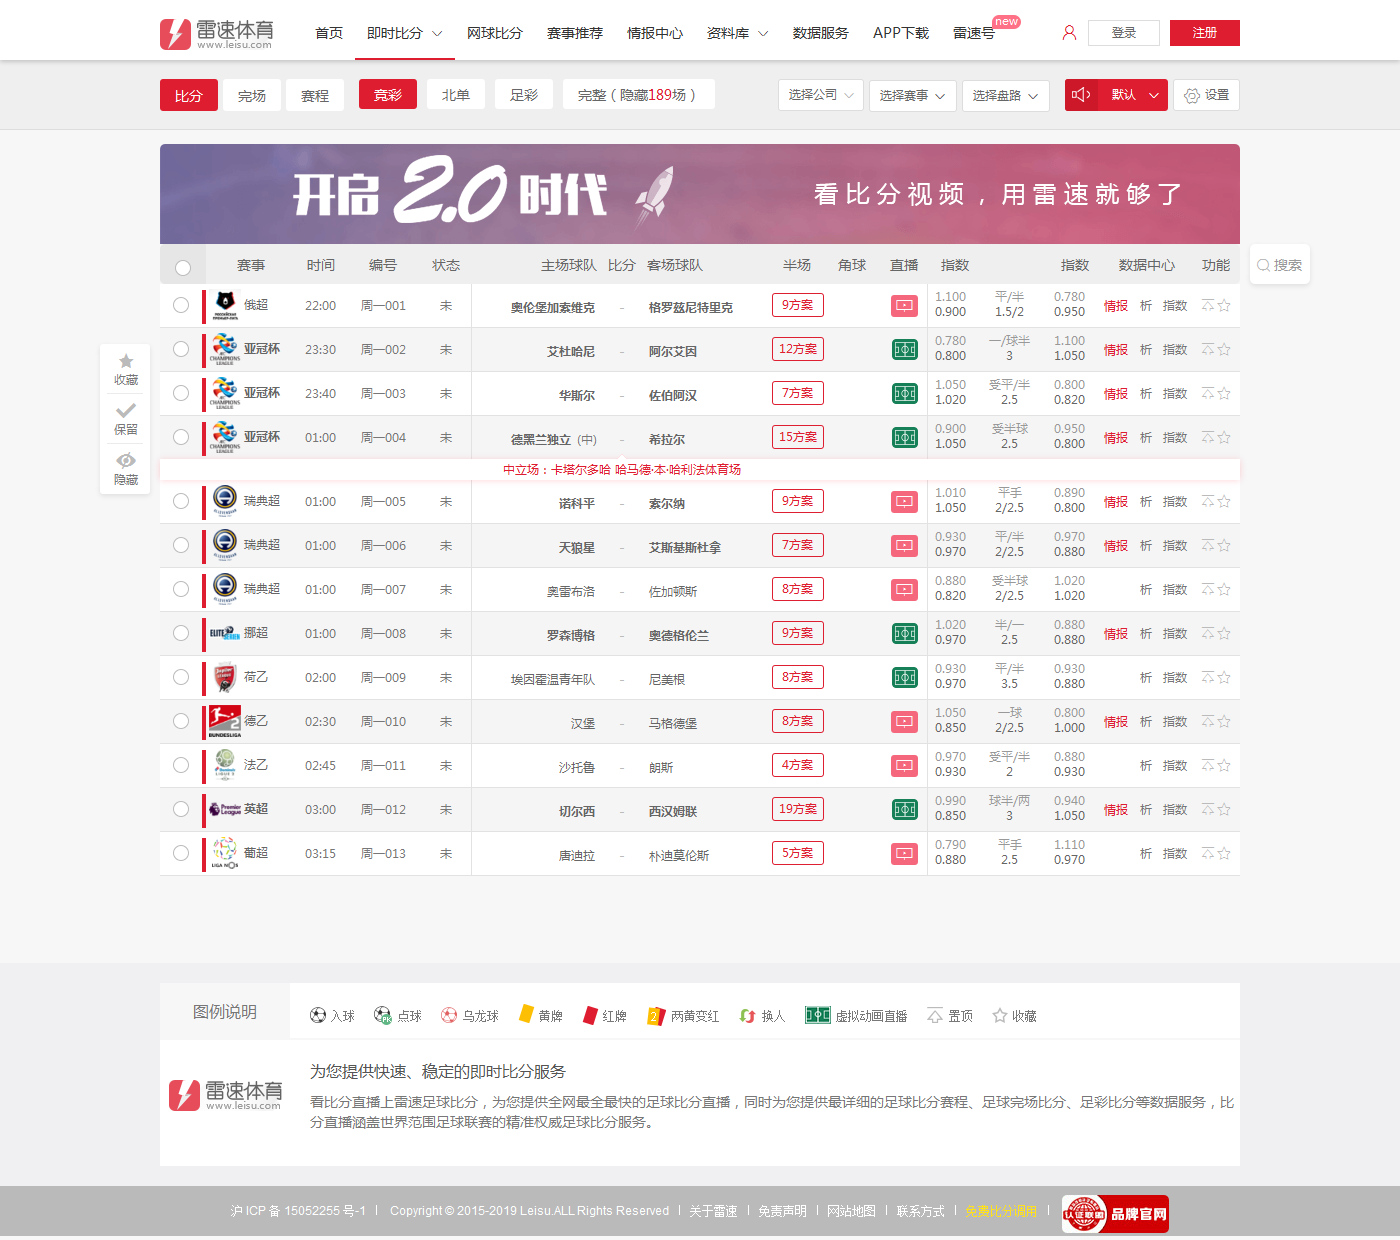 雷速体育 www.leisu.com 首页 即时比分 网球比分 赛事推荐 情报中心 资料库 数据服务 APP下载 雷速号 new 登录 注册
比分 完场 赛程 竞彩 北单 足彩 完整（隐藏189场） 选择公司 选择赛事 选择盘路 默认 设置
开启 2.0 时代 看比分视频，用雷速就够了
赛事 时间 编号 状态 主场球队 比分 客场球队 半场 角球 直播 指数 指数 数据中心 功能 搜索
俄超 22:00 周一001 未 奥伦堡加索维克 - 格罗兹尼特里克 9方案 1.100 平/半 0.780 情报 析 指数
0.900 1.5/2 0.950
亚冠杯 23:30 周一002 未 艾杜哈尼 - 阿尔艾因 12方案 0.780 一/球半 1.100 情报 析 指数
0.800 3 1.050
收藏
亚冠杯 23:40 周一003 未 华斯尔 - 佐伯阿汉 7方案 1.050 受平/半 0.800 情报 析 指数
1.020 2.5 0.820
保留
亚冠杯 01:00 周一004 未 德黑兰独立 (中) - 希拉尔 15方案 0.900 受半球 0.950 情报 析 指数
1.050 2.5 0.800
中立场：卡塔尔多哈 哈马德·本·哈利法体育场
隐藏
瑞典超 01:00 周一005 未 诺科平 - 索尔纳 9方案 1.010 平手 0.890 情报 析 指数
1.050 2/2.5 0.800
瑞典超 01:00 周一006 未 天狼星 - 艾斯基斯杜拿 7方案 0.930 平/半 0.970 情报 析 指数
0.970 2/2.5 0.880
瑞典超 01:00 周一007 未 奥雷布洛 - 佐加顿斯 8方案 0.880 受半球 1.020 析 指数
0.820 2/2.5 1.020
挪超 01:00 周一008 未 罗森博格 - 奥德格伦兰 9方案 1.020 半/一 0.880 情报 析 指数
0.970 2.5 0.880
荷乙 02:00 周一009 未 埃因霍温青年队 - 尼美根 8方案 0.930 平/半 0.930 析 指数
0.970 3.5 0.880
2 BUNDESLIGA 德乙 02:30 周一010 未 汉堡 - 马格德堡 8方案 1.050 一球 0.800 情报 析 指数
0.850 2/2.5 1.000
法乙 02:45 周一011 未 沙托鲁 - 朗斯 4方案 0.970 受平/半 0.880 析 指数
0.930 2 0.930
Premier League 英超 03:00 周一012 未 切尔西 - 西汉姆联 19方案 0.990 球半/两 0.940 情报 析 指数
0.850 3 1.050
LIGA NOS 葡超 03:15 周一013 未 唐迪拉 - 朴迪莫伦斯 5方案 0.790 平手 1.110 析 指数
0.880 2.5 0.970
图例说明 入球 PK 点球 乌龙球 黄牌 红牌 2 两黄变红 换人 虚拟动画直播 置顶 收藏
为您提供快速、稳定的即时比分服务
雷速体育 www.leisu.com
看比分直播上雷速足球比分，为您提供全网最全最快的足球比分直播，同时为您提供最详细的足球比分赛程、足球完场比分、足彩比分等数据服务，比
分直播涵盖世界范围足球联赛的精准权威足球比分服务。
沪 ICP 备 15052255 号-1 | Copyright © 2015-2019 Leisu.ALL Rights Reserved | 关于雷速 | 免责声明 | 网站地图 | 联系方式 | 免费比分调用 | 认证联盟 品牌官网